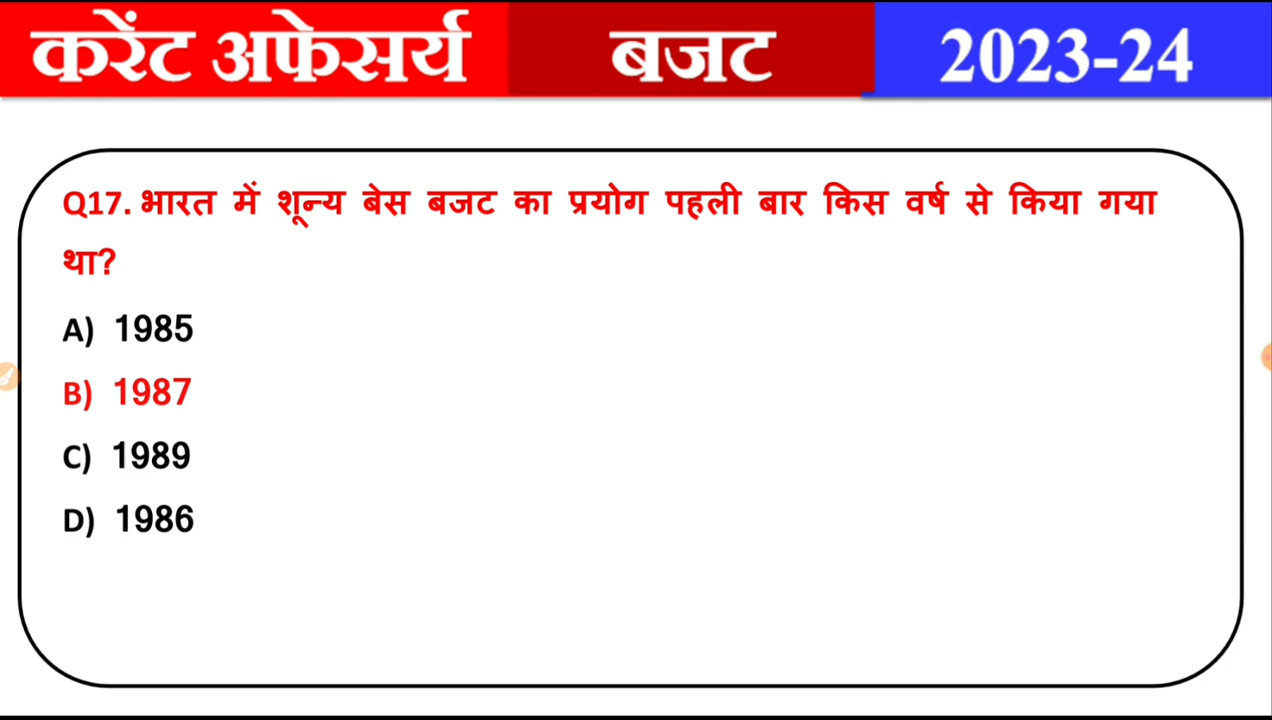 करेंट अफेसर्य बजट 2023-24
Q17. भारत में शून्य बेस बजट का प्रयोग पहली बार किस वर्ष से किया गया
था?
A) 1985
B) 1987
C) 1989
D) 1986